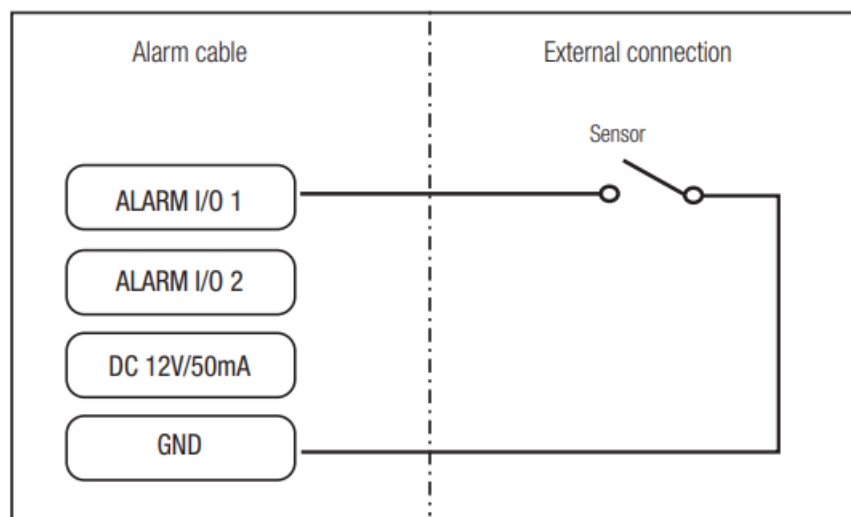 Alarm cable
External connection
Sensor
ALARM I/O 1
ALARM I/O 2
DC 12V/50mA
GND